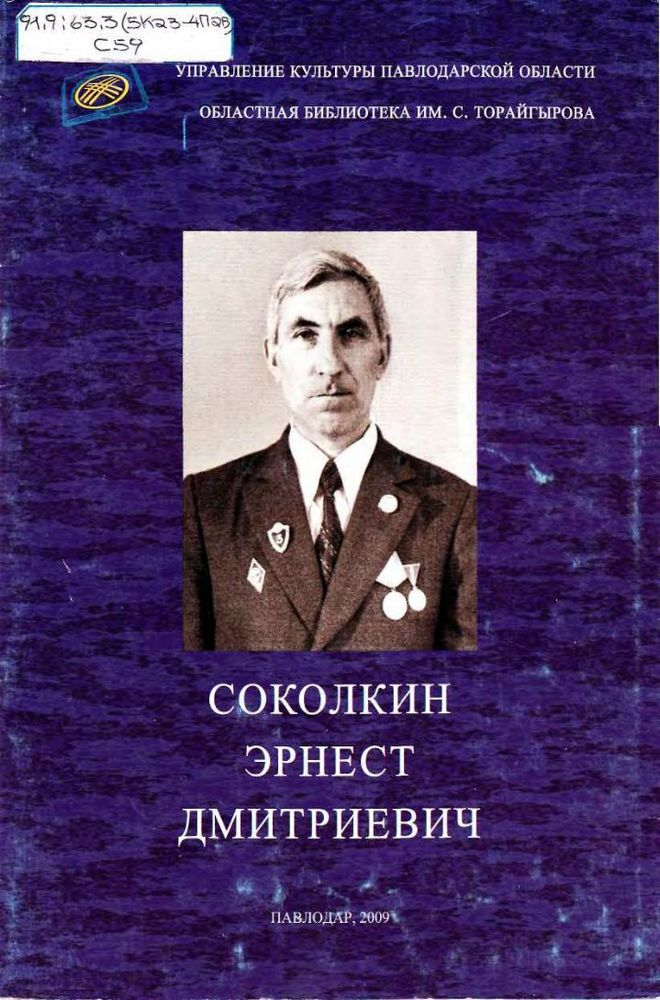 91.9:63.3(5К23-4П2В)
С59
УПРАВЛЕНИЕ КУЛЬТУРЫ ПАВЛОДАРСКОЙ ОБЛАСТИ
ОБЛАСТНАЯ БИБЛИОТЕКА ИМ. С. ТОРАЙГЫРОВА
СОКОЛКИН
ЭРНЕСТ
ДМИТРИЕВИЧ
ПАВЛОДАР, 2009